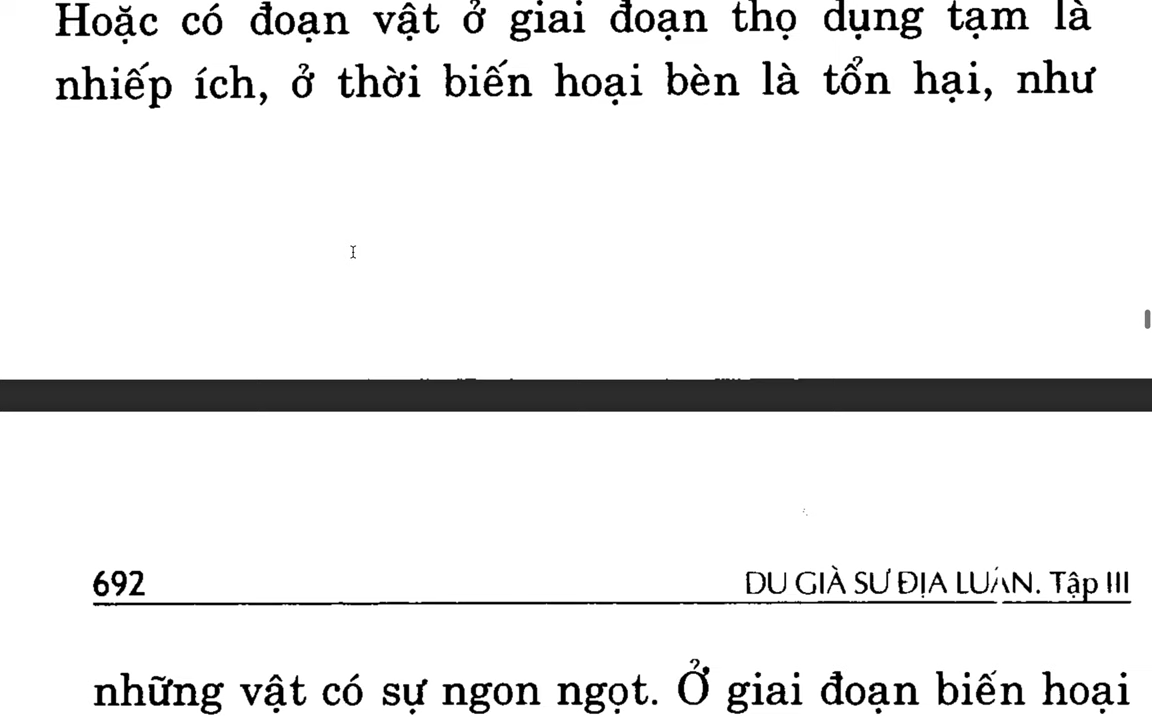 Hoặc có đoạn vật ở giai đoạn thọ dụng tạm là
nhiếp ích, ở thời biến hoại bèn là tổn hại, như
692 DU GIÀ SƯ ĐỊA LUẬN. Tập III
những vật có sự ngon ngọt. Ở giai đoạn biến hoại